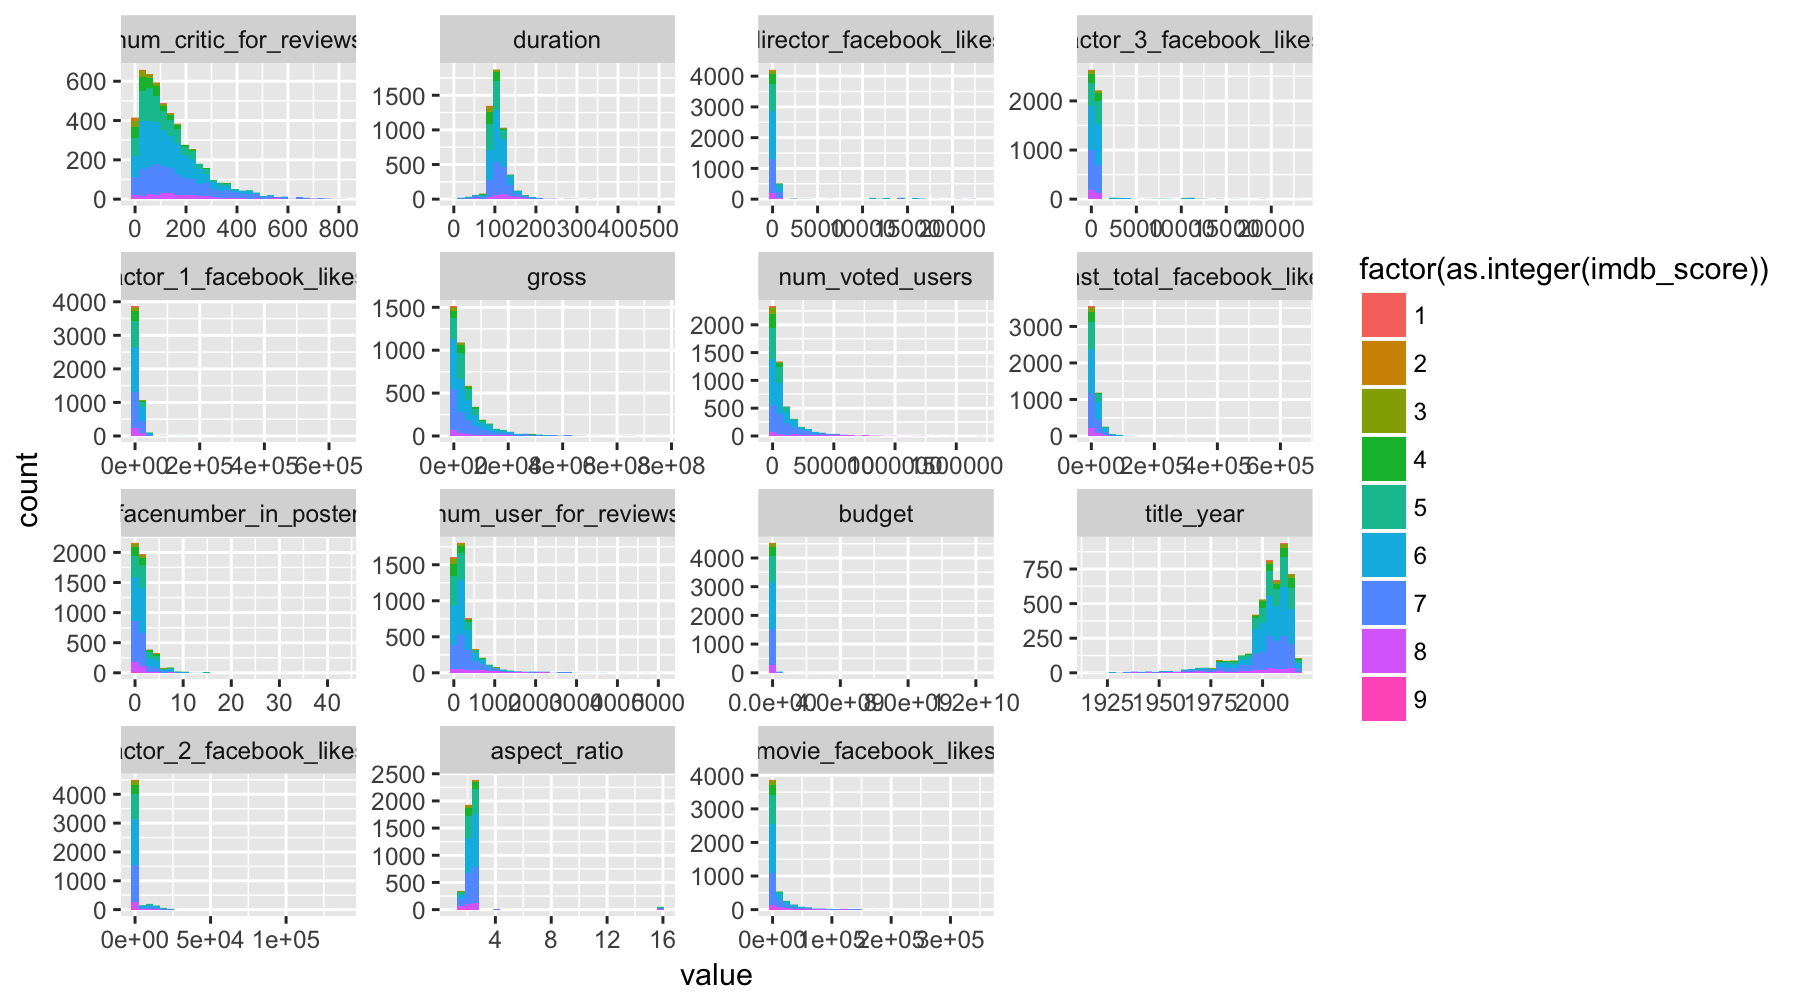 num_critic_for_reviews
duration
director_facebook_likes
actor_3_facebook_likes
600
400
200
0
0 200 400 600 800
1500
1000
500
0
0 100 200 300 400 500
4000
3000
2000
1000
0
0 5000 10000 15000 20000
2000
1000
0
0 5000 10000 15000 20000
actor_1_facebook_likes
gross
num_voted_users
ast_total_facebook_like
4000
3000
2000
1000
0
0e+00 2e+05 4e+05 6e+05
1500
1000
500
0
0e+00 2e+08 4e+08 6e+08 8e+08
2000
1500
1000
500
0
0 500000 1000000 1500000
3000
2000
1000
0
0e+00 2e+05 4e+05 6e+05
facenumber_in_poster
num_user_for_reviews
budget
title_year
2000
1500
1000
500
0
0 10 20 30 40
1500
1000
500
0
0 1000 2000 3000 4000 5000
4000
3000
2000
1000
0
0.0e+00 4.0e+09 8.0e+09 1.2e+10
750
500
250
0
1925 1950 1975 2000
actor_2_facebook_likes
aspect_ratio
movie_facebook_likes
4000
3000
2000
1000
0
0e+00 5e+04 1e+05
2500
2000
1500
1000
500
0
4 8 12 16
4000
3000
2000
1000
0
0e+00 1e+05 2e+05 3e+05
count
value
factor(as.integer(imdb_score))
1
2
3
4
5
6
7
8
9